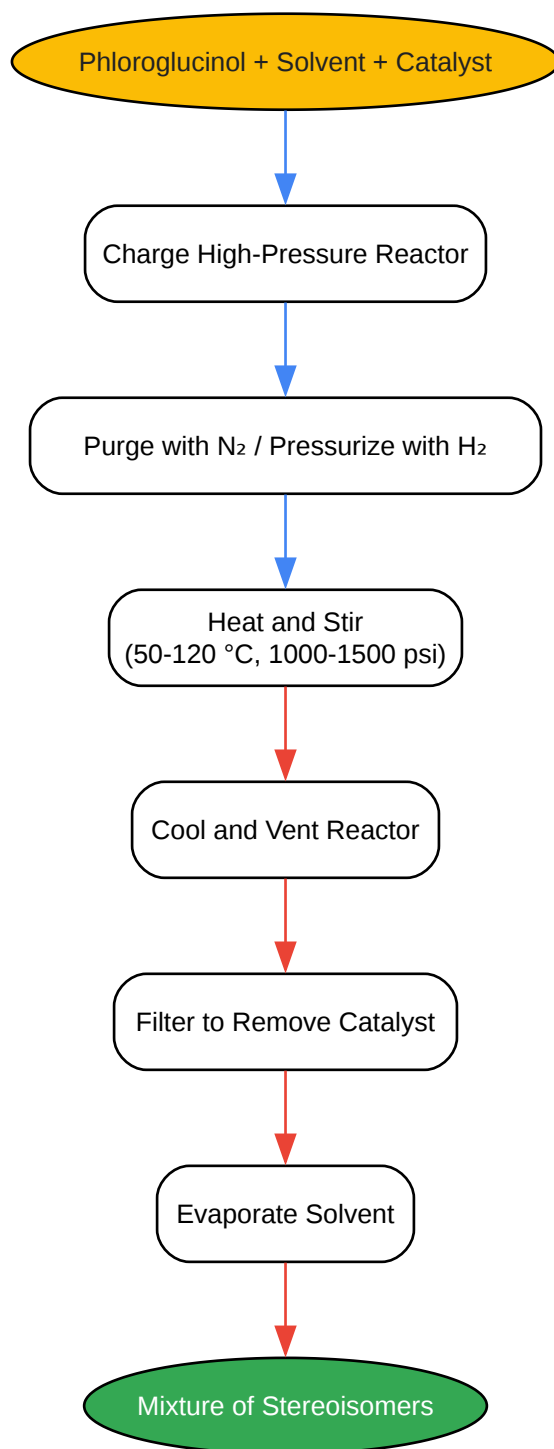 Phloroglucinol + Solvent + Catalyst
Charge High-Pressure Reactor
Purge with N₂ / Pressurize with H₂
Heat and Stir
(50-120 °C, 1000-1500 psi)
Cool and Vent Reactor
Filter to Remove Catalyst
Evaporate Solvent
Mixture of Stereoisomers